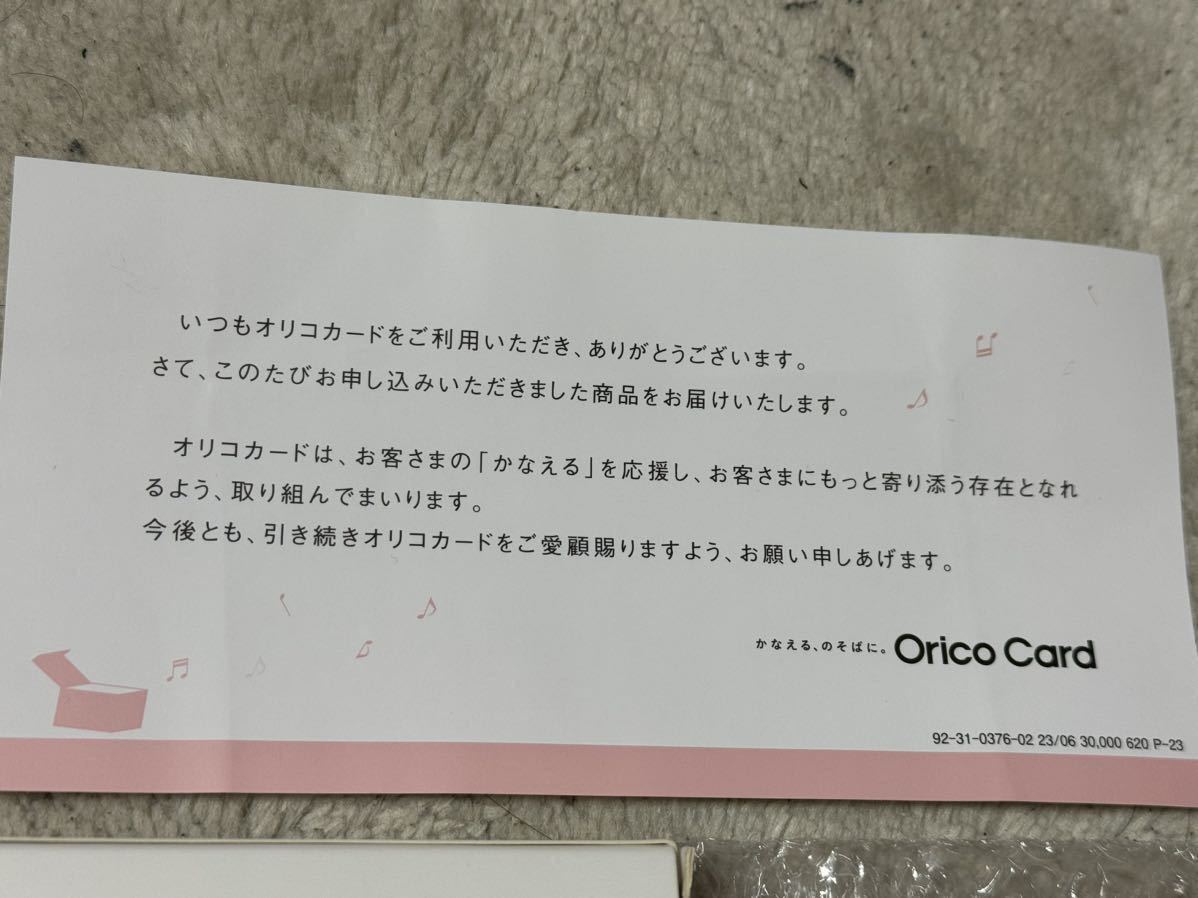 いつもオリコカードをご利用いただき、ありがとうございます。
さて、このたびお申し込みいただきました商品をお届けいたします。
オリコカードは、お客さまの「かなえる」を応援し、お客さまにもっと寄り添う存在となれ
るよう、取り組んでまいります。
今後とも、引き続きオリコカードをご愛顧賜りますよう、お願い申しあげます。
かなえる、のそばに。 Orico Card
92-31-0376-02 23/06 30,000 620 P-23